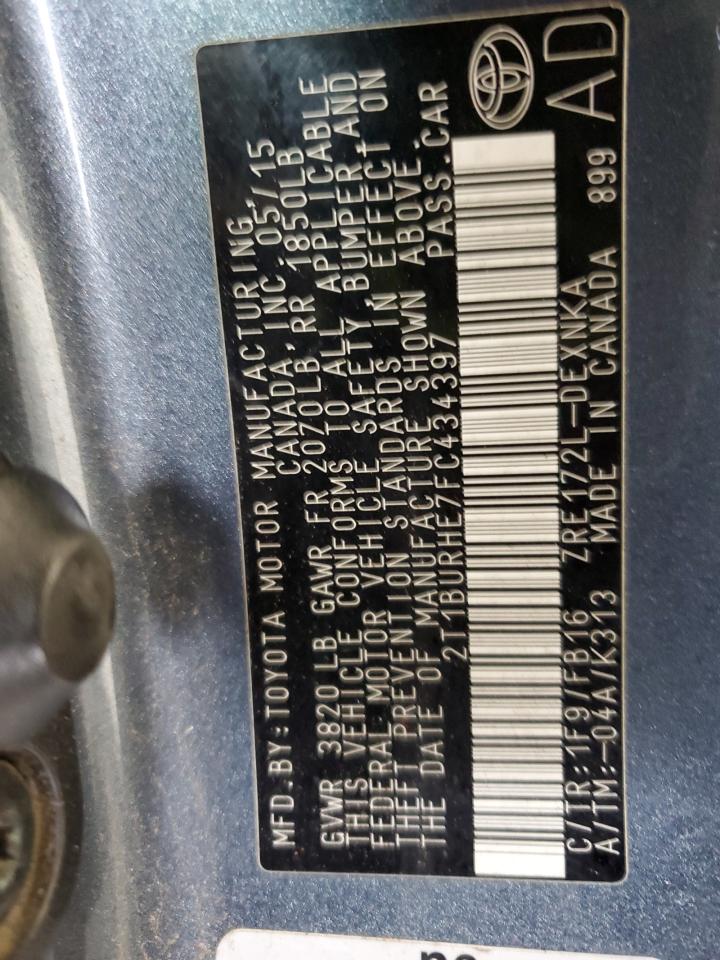 MFD.BY:TOYOTA MOTOR MANUFACTURING
CANADA, INC. 05/15
GVWR 3820LB GAWR FR 2070LB, RR 1850LB
THIS VEHICLE CONFORMS TO ALL APPLICABLE
FEDERAL MOTOR VEHICLE SAFETY, BUMPER, AND
THEFT PREVENTION STANDARDS IN EFFECT ON
THE DATE OF MANUFACTURE SHOWN ABOVE.
2T1BURHE7FC434397 PASS.CAR
C/TR:1F9/FB16 ZRE172L-DEXNKA
A/TM:-04A/K313 MADE IN CANADA 899
AD